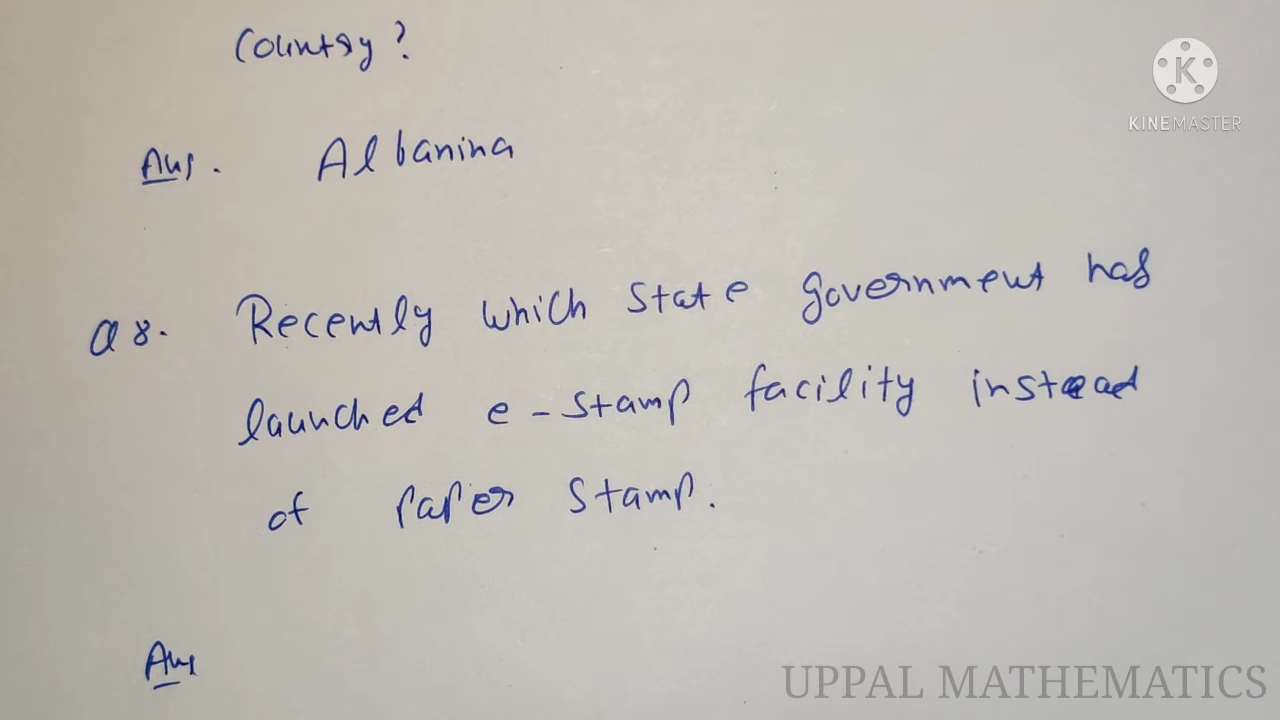 Country?
K
KINEMASTER
Ans. Albanina
Q 8. Recently which state government has
launched e-stamp facility instead
of paper stamp.
Ans
UPPAL MATHEMATICS